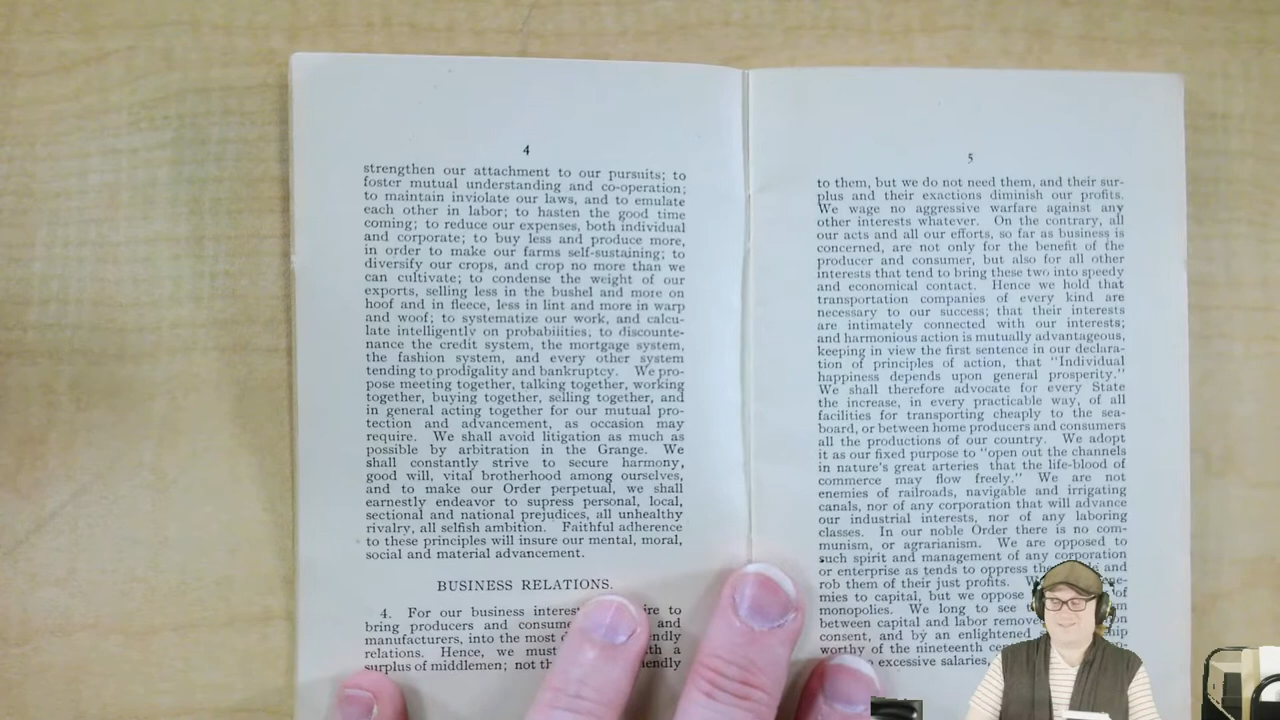 4
strengthen our attachment to our pursuits; to
foster mutual understanding and co-operation;
to maintain inviolate our laws, and to emulate
each other in labor; to hasten the good time
coming; to reduce our expenses, both individual
and corporate; to buy less and produce more,
in order to make our farms self-sustaining; to
diversify our crops, and crop no more than we
can cultivate; to condense the weight of our
exports, selling less in the bushel and more on
hoof and in fleece, less in lint and more in warp
and woof; to systematize our work, and calcu-
late intelligently on probabilities; to discounte-
nance the credit system, the mortgage system,
the fashion system, and every other system
tending to prodigality and bankruptcy. We pro-
pose meeting together, talking together, working
together, buying together, selling together, and
in general acting together for our mutual pro-
tection and advancement, as occasion may
require. We shall avoid litigation as much as
possible by arbitration in the Grange. We
shall constantly strive to secure harmony,
good will, vital brotherhood among ourselves,
and to make our Order perpetual, we shall
earnestly endeavor to supress personal, local,
sectional and national prejudices, all unhealthy
rivalry, all selfish ambition. Faithful adherence
to these principles will insure our mental, moral,
social and material advancement.
BUSINESS RELATIONS.
4. For our business to
bring producers and and
manufacturers, into the most
relations. Hence, we must a
surplus of middlemen; not
5
to them, but we do not need them, and their sur-
plus and their exactions diminish our profits.
We wage no aggressive warfare against any
other interests whatever. On the contrary, all
our acts and all our efforts, so far as business is
concerned, are not only for the benefit of the
producer and consumer, but also for all other
interests that tend to bring these two into speedy
and economical contact. Hence we hold that
transportation companies of every kind are
necessary to our success; that their interests
are intimately connected with our interests;
and harmonious action is mutually advantageous,
keeping in view the first sentence in our declara-
tion of principles of action, that "Individual
happiness depends upon general prosperity."
We shall therefore advocate for every State
the increase, in every practicable way, of all
facilities for transporting cheaply to the sea-
board, or between home producers and consumers
all the productions of our country. We adopt
it as our fixed purpose to "open out the channels
in nature's great arteries that the life-blood of
commerce may flow freely." We are not
enemies of railroads, navigable and irrigating
canals, nor of any corporation that will advance
our industrial interests, nor of any laboring
classes. In our noble Order there is no com-
munism, or agrarianism. We are opposed to
such spirit and management of any corporation
or enterprise as tends to oppress the and
rob them of their just profits.
mies to capital, but we oppose of
monopolies. We long to see
between capital and labor
consent, and by an enlightened
worthy of the nineteenth
excessive salaries,